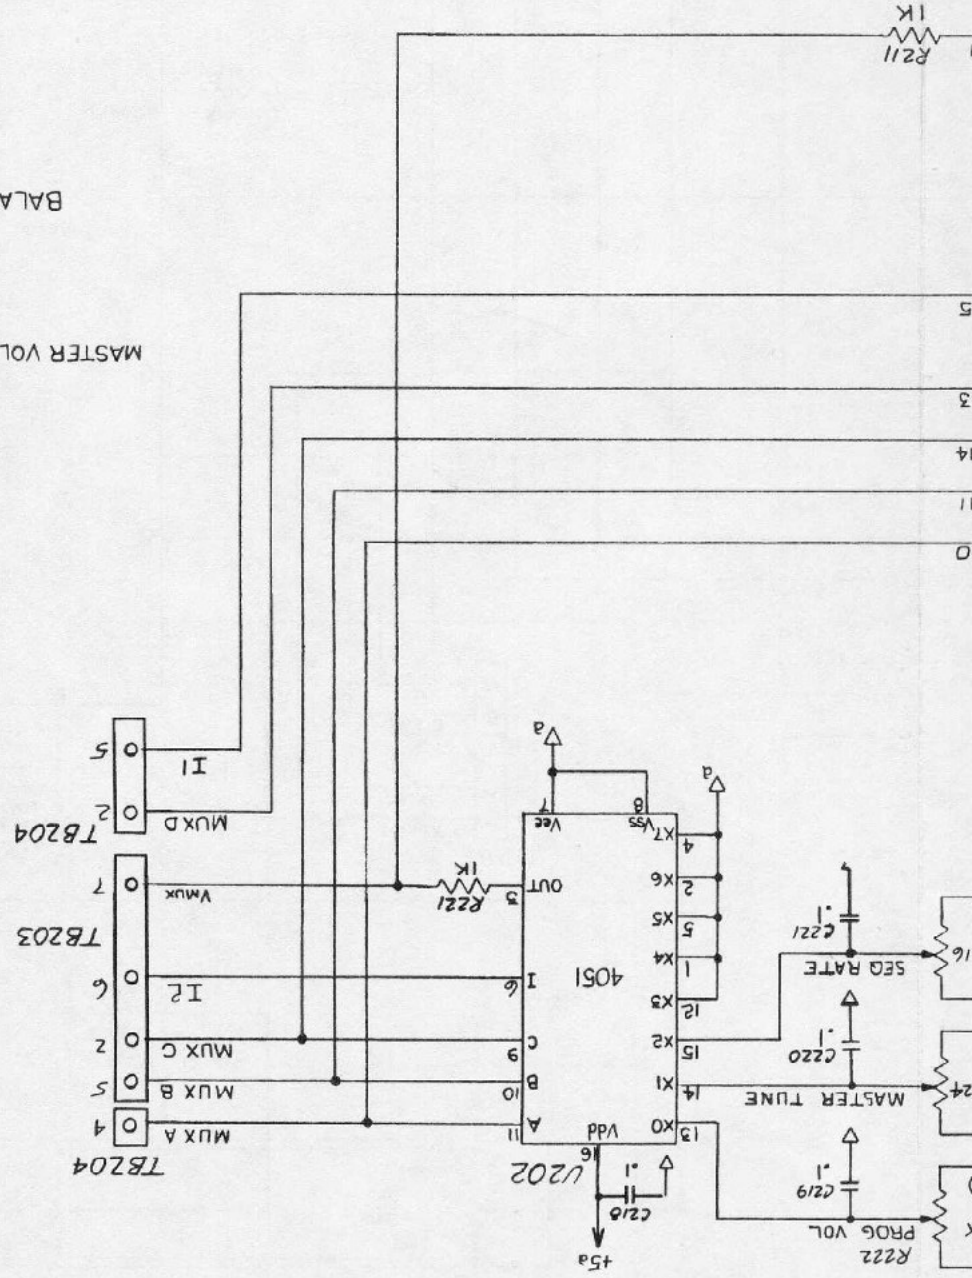 R222
PROG VOL
C219
.1
MASTER TUNE
C220
.1
24
SEQ RATE
C221
.1
16
+5a
C218
.1
U202
16
Vdd
13
X0
14
X1
15
X2
12
X3
1
X4
5
X5
2
X6
4
X7
4051
11
A
10
B
9
C
6
I
3
OUT
7
Vee
8
Vss
a
a
R221
1K
TB204
4
MUX A
5
MUX B
2
MUX C
6
I2
TB203
7
VMUX
TB204
2
MUX D
5
I1
0
11
14
3
5
MASTER VOL
BALA
R211
1K